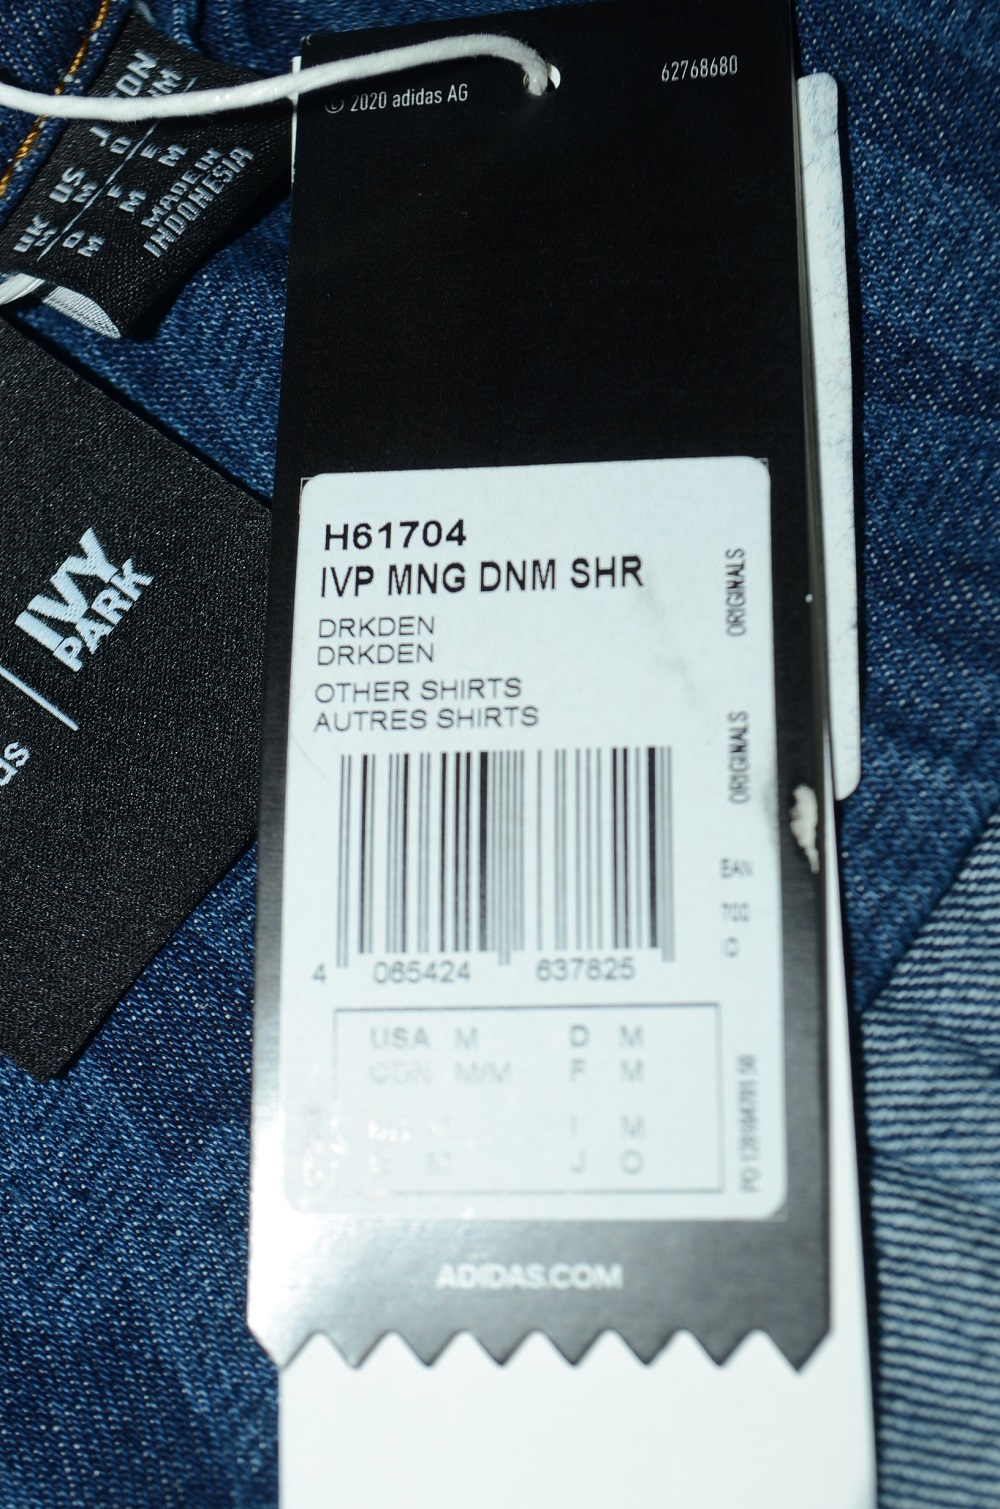 © 2020 adidas AG
62768680
MADE IN
INDONESIA
IVY
PARK
H61704
IVP MNG DNM SHR
DRKDEN
DRKDEN
OTHER SHIRTS
AUTRES SHIRTS
ORIGINALS
ORIGINALS
EAN
4 065424 637825
USA M D M
M/M F M
I M
M J O
ADIDAS.COM